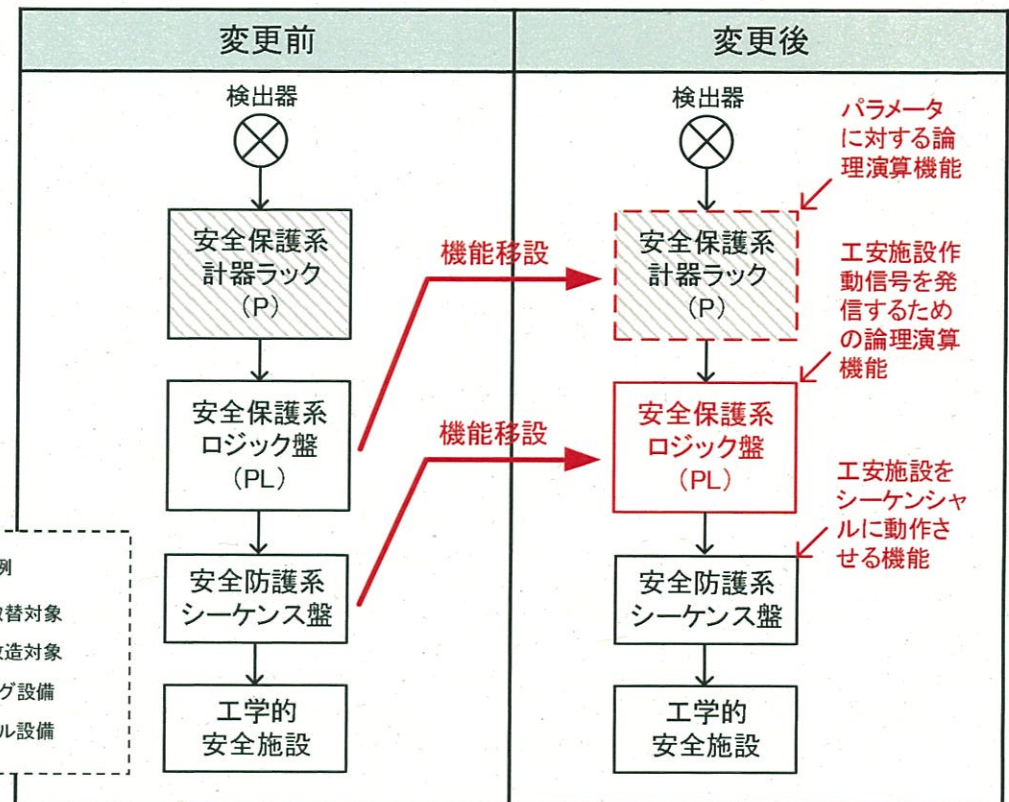 変更前
変更後
検出器
安全保護系
計器ラック
(P)
安全保護系
ロジック盤
(PL)
安全防護系
シーケンス盤
工学的
安全施設
機能移設
機能移設
検出器
安全保護系
計器ラック
(P)
安全保護系
ロジック盤
(PL)
安全防護系
シーケンス盤
工学的
安全施設
パラメータ
に対する論
理演算機能
工安施設作
動信号を発
信するため
の論理演算
機能
工安施設を
シーケンシャ
ルに動作さ
せる機能
例
替対象
造対象
グ設備
ル設備